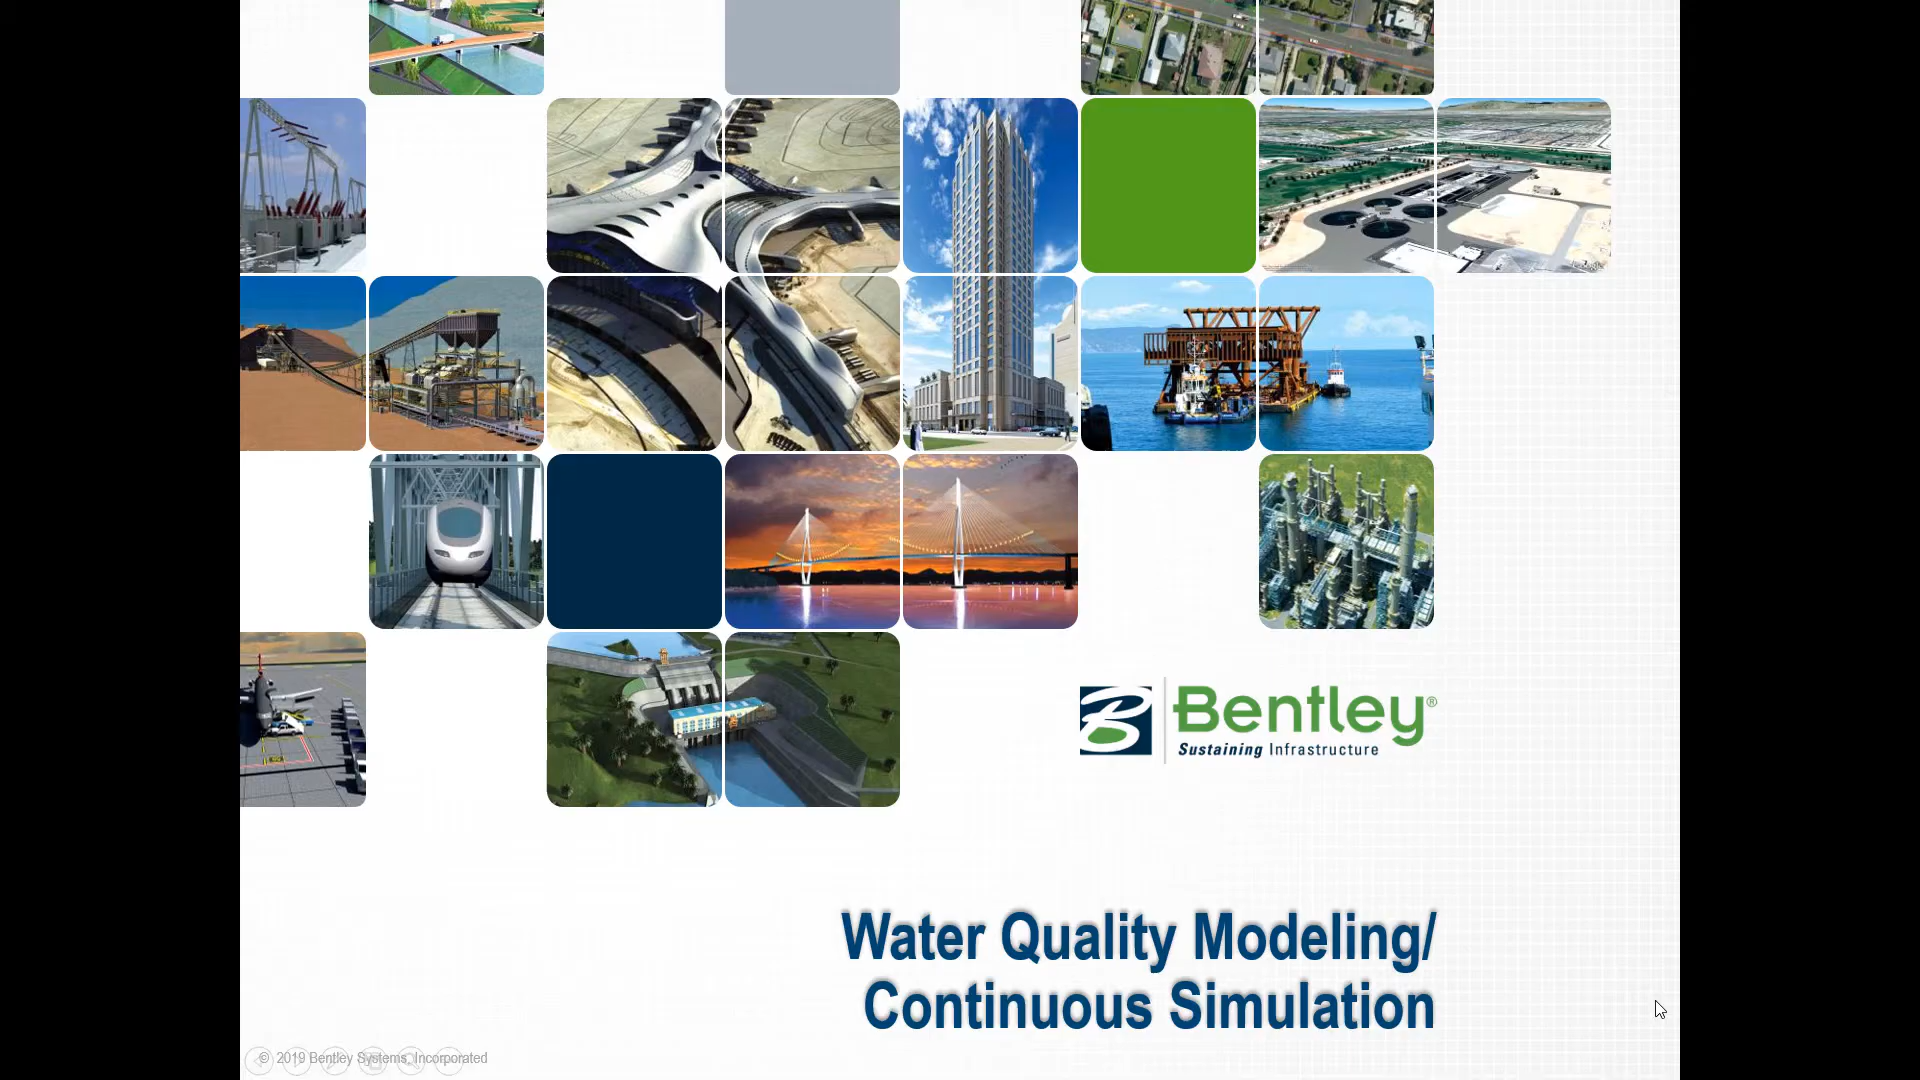 Bentley®
Sustaining Infrastructure
Water Quality Modeling/
Continuous Simulation
© 2019 Bentley Systems, Incorporated